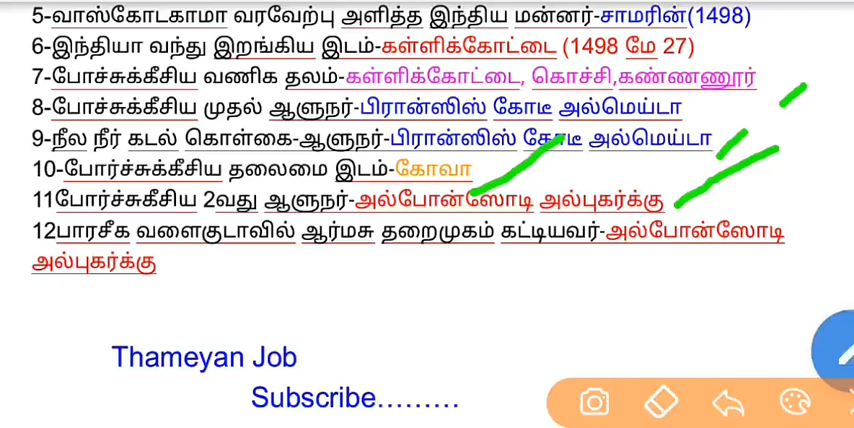 5-வாஸ்கோடகாமா வரவேற்பு அளித்த இந்திய மன்னர்-சாமரின்(1498)
6-இந்தியா வந்து இறங்கிய இடம்-கள்ளிக்கோட்டை (1498 மே 27)
7-போச்சுக்கீசிய வணிக தலம்-கள்ளிக்கோட்டை, கொச்சி,கண்ணணூர்
8-போச்சுக்கீசிய முதல் ஆளுநர்-பிரான்ஸிஸ் கோடீ அல்மெய்டா
9-நீல நீர் கடல் கொள்கை-ஆளுநர்-பிரான்ஸிஸ் கோடீ அல்மெய்டா
10-போர்ச்சுக்கீசிய தலைமை இடம்-கோவா
11போர்ச்சுகீசிய 2வது ஆளுநர்-அல்போன்ஸோடி அல்புகர்க்கு
12பாரசீக வளைகுடாவில் ஆர்மசு தறைமுகம் கட்டியவர்-அல்போன்ஸோடி
அல்புகர்க்கு
Thameyan Job
Subscribe.........